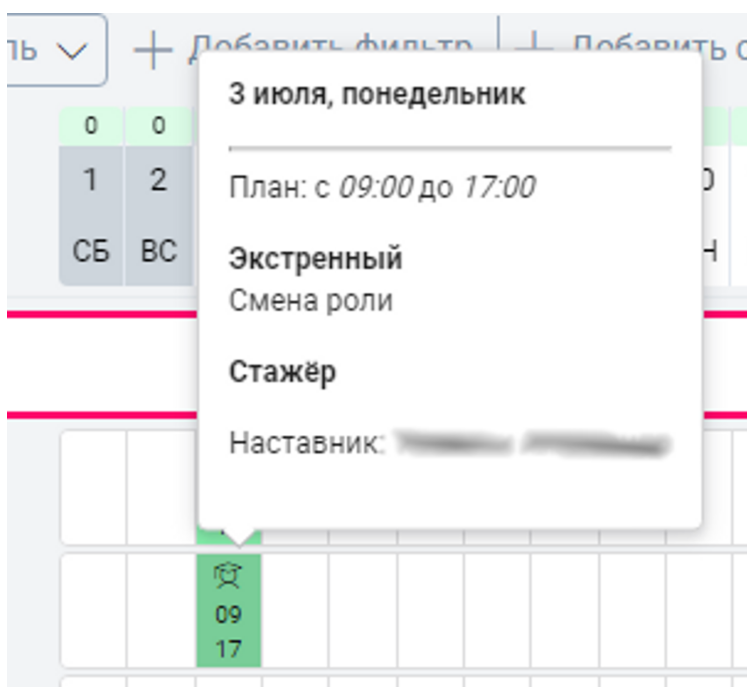 ль + Добавить фильтр + Добавить с
3 июля, понедельник
0 0
План: с 09:00 до 17:00
1 2 0
СБ ВС Н
Экстренный
Смена роли
Стажёр
Наставник:
09
17